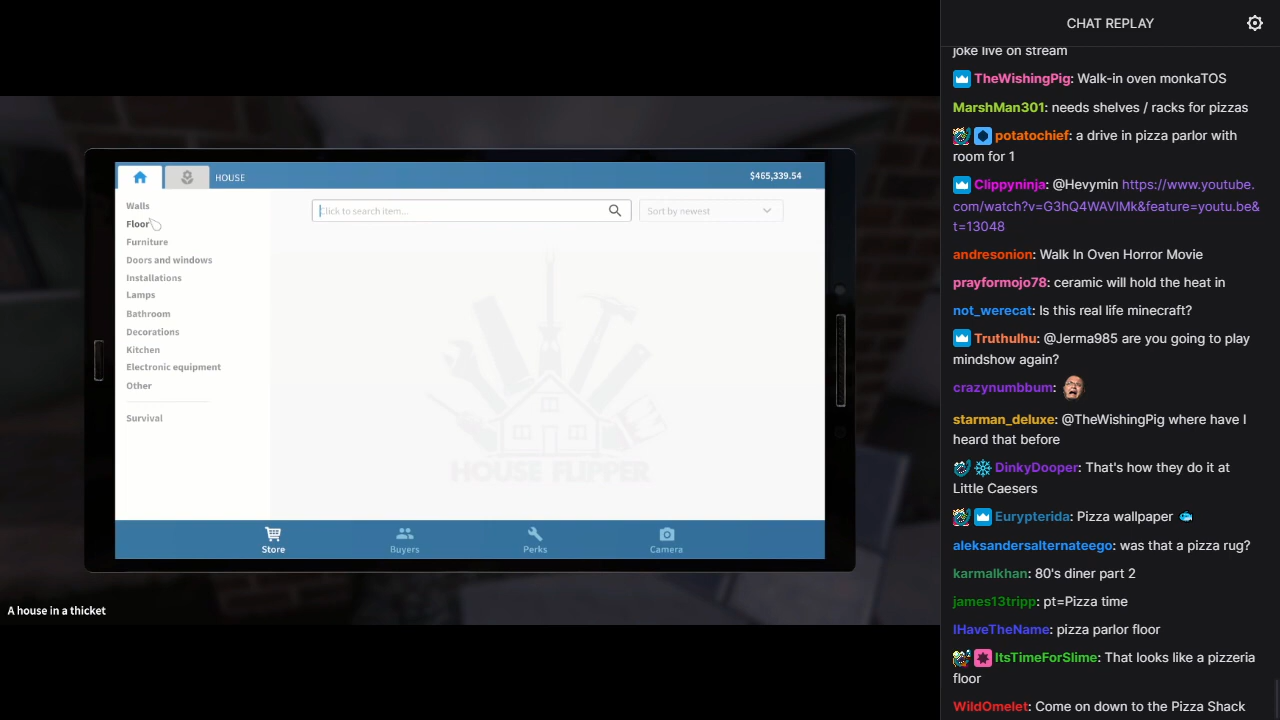 HOUSE
$465,339.54
Walls
Floor
Furniture
Doors and windows
Installations
Lamps
Bathroom
Decorations
Kitchen
Electronic equipment
Other
Survival
Click to search item...
Sort by newest
HOUSE FLIPPER
Store
Buyers
Perks
Camera
A house in a thicket
CHAT REPLAY
joke live on stream
TheWishingPig: Walk-in oven monkaTOS
MarshMan301: needs shelves / racks for pizzas
potatochief: a drive in pizza parlor with
room for 1
Clippyninja: @Hevymin https://www.youtube.
com/watch?v=G3hQ4WAVIMk&feature=youtu.be&
t=13048
andresonion: Walk In Oven Horror Movie
prayformojo78: ceramic will hold the heat in
not_werecat: Is this real life minecraft?
Truthulhu: @Jerma985 are you going to play
mindshow again?
crazynumbbum:
starman_deluxe: @TheWishingPig where have I
heard that before
DinkyDooper: That's how they do it at
Little Caesers
Eurypterida: Pizza wallpaper
aleksandersalternateego: was that a pizza rug?
karmalkhan: 80's diner part 2
james13tripp: pt=Pizza time
IHaveTheName: pizza parlor floor
ItsTimeForSlime: That looks like a pizzeria
floor
WildOmelet: Come on down to the Pizza Shack